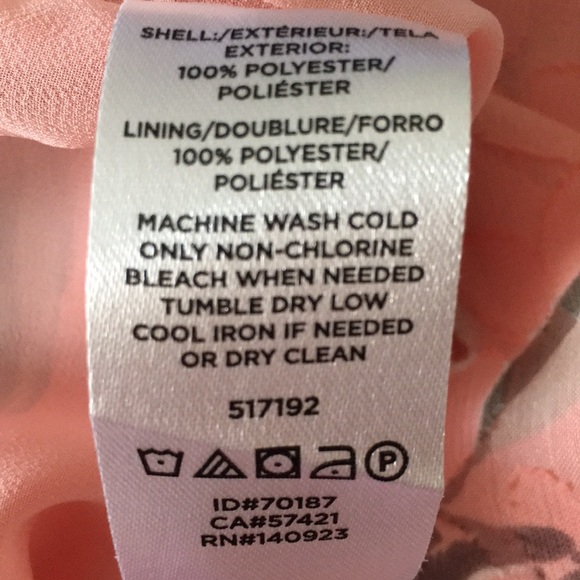 SHELL:/EXTÉRIEUR:/TELA
EXTERIOR:
100% POLYESTER/
POLIÉSTER
LINING/DOUBLURE/FORRO
100% POLYESTER/
POLIÉSTER
MACHINE WASH COLD
ONLY NON-CHLORINE
BLEACH WHEN NEEDED
TUMBLE DRY LOW
COOL IRON IF NEEDED
OR DRY CLEAN
517192
P
ID#70187
CA#57421
RN#140923